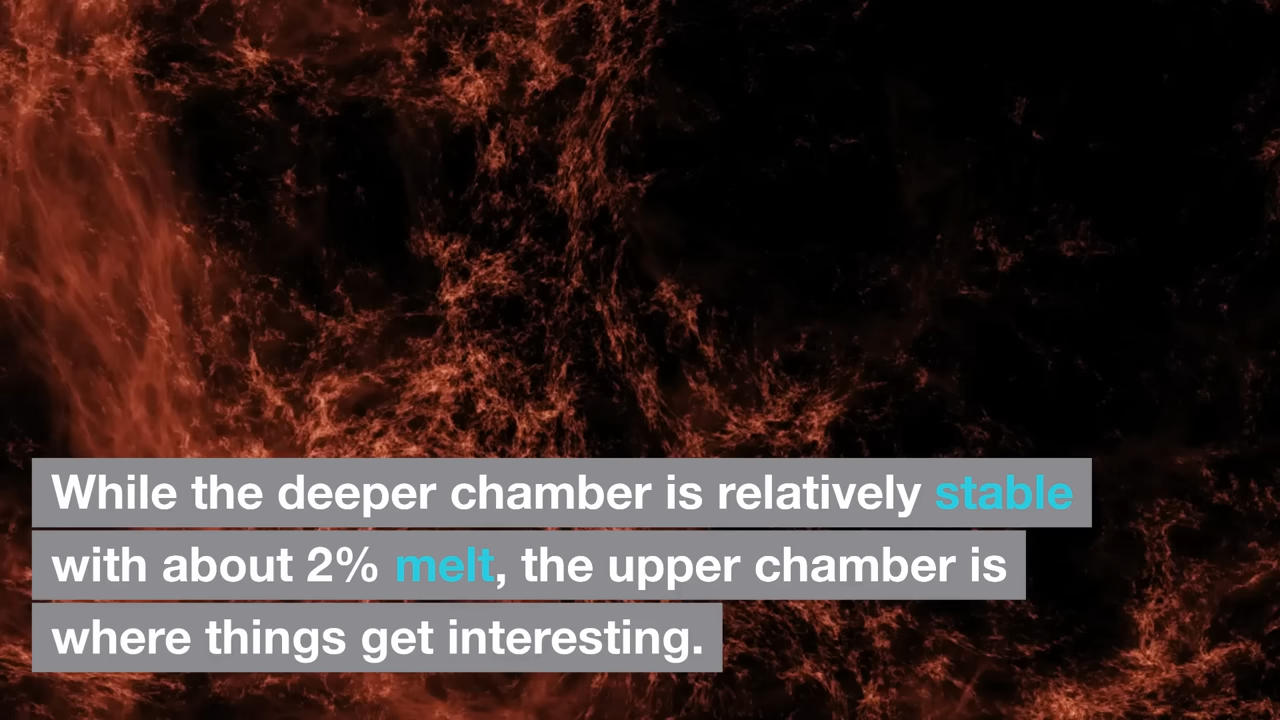 While the deeper chamber is relatively stable
with about 2% melt, the upper chamber is
where things get interesting.